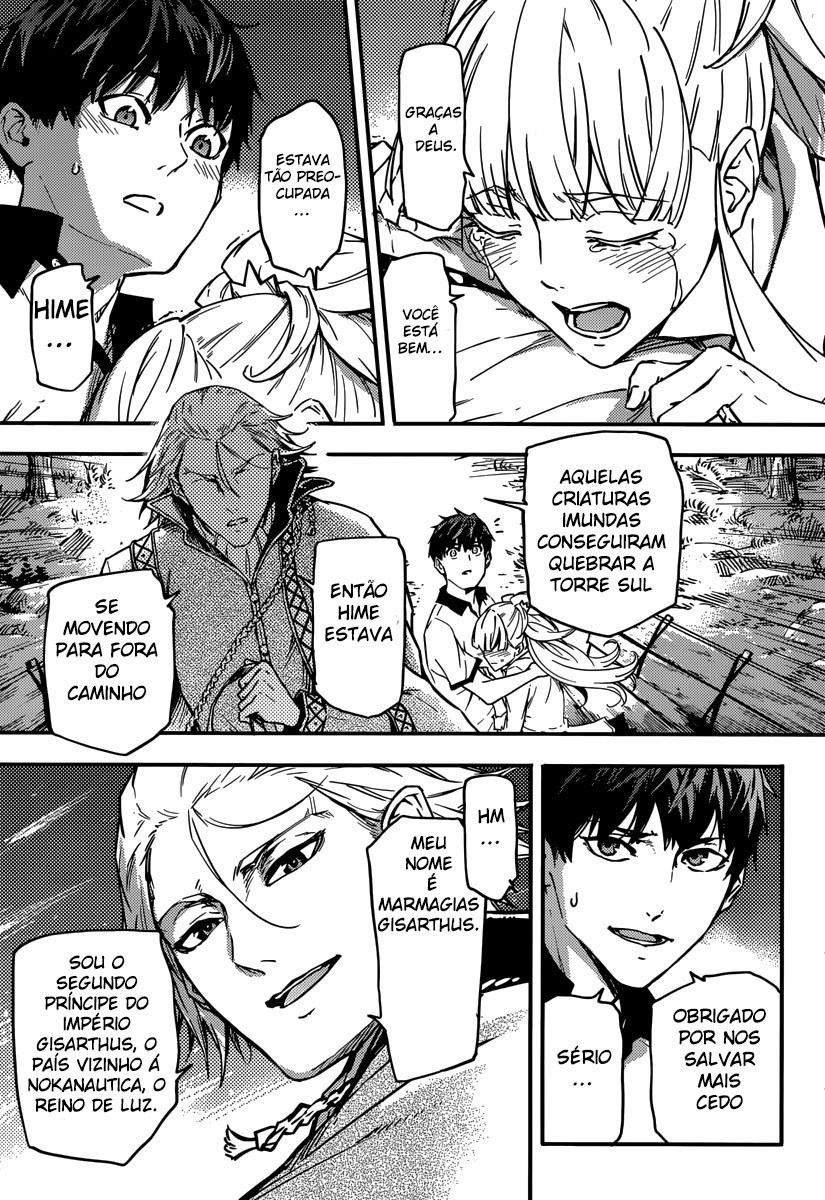 GRAÇAS
A
DEUS.
ESTAVA
TÃO PREO-
CUPADA
...
VOCÊ
ESTÁ
BEM...
HIME
...
AQUELAS
CRIATURAS
IMUNDAS
CONSEGUIRAM
QUEBRAR A
TORRE SUL
ENTÃO
HIME
ESTAVA
SE
MOVENDO
PARA FORA
DO
CAMINHO
OBRIGADO
POR NOS
SALVAR
MAIS
CEDO
SÉRIO
...
HM
...
MEU
NOME
É
MARMAGIAS
GISARTHUS.
SOU O
SEGUNDO
PRÍNCIPE DO
IMPÉRIO
GISARTHUS, O
PAÍS VIZINHO Á
NOKANAUTICA, O
REINO DE LUZ.